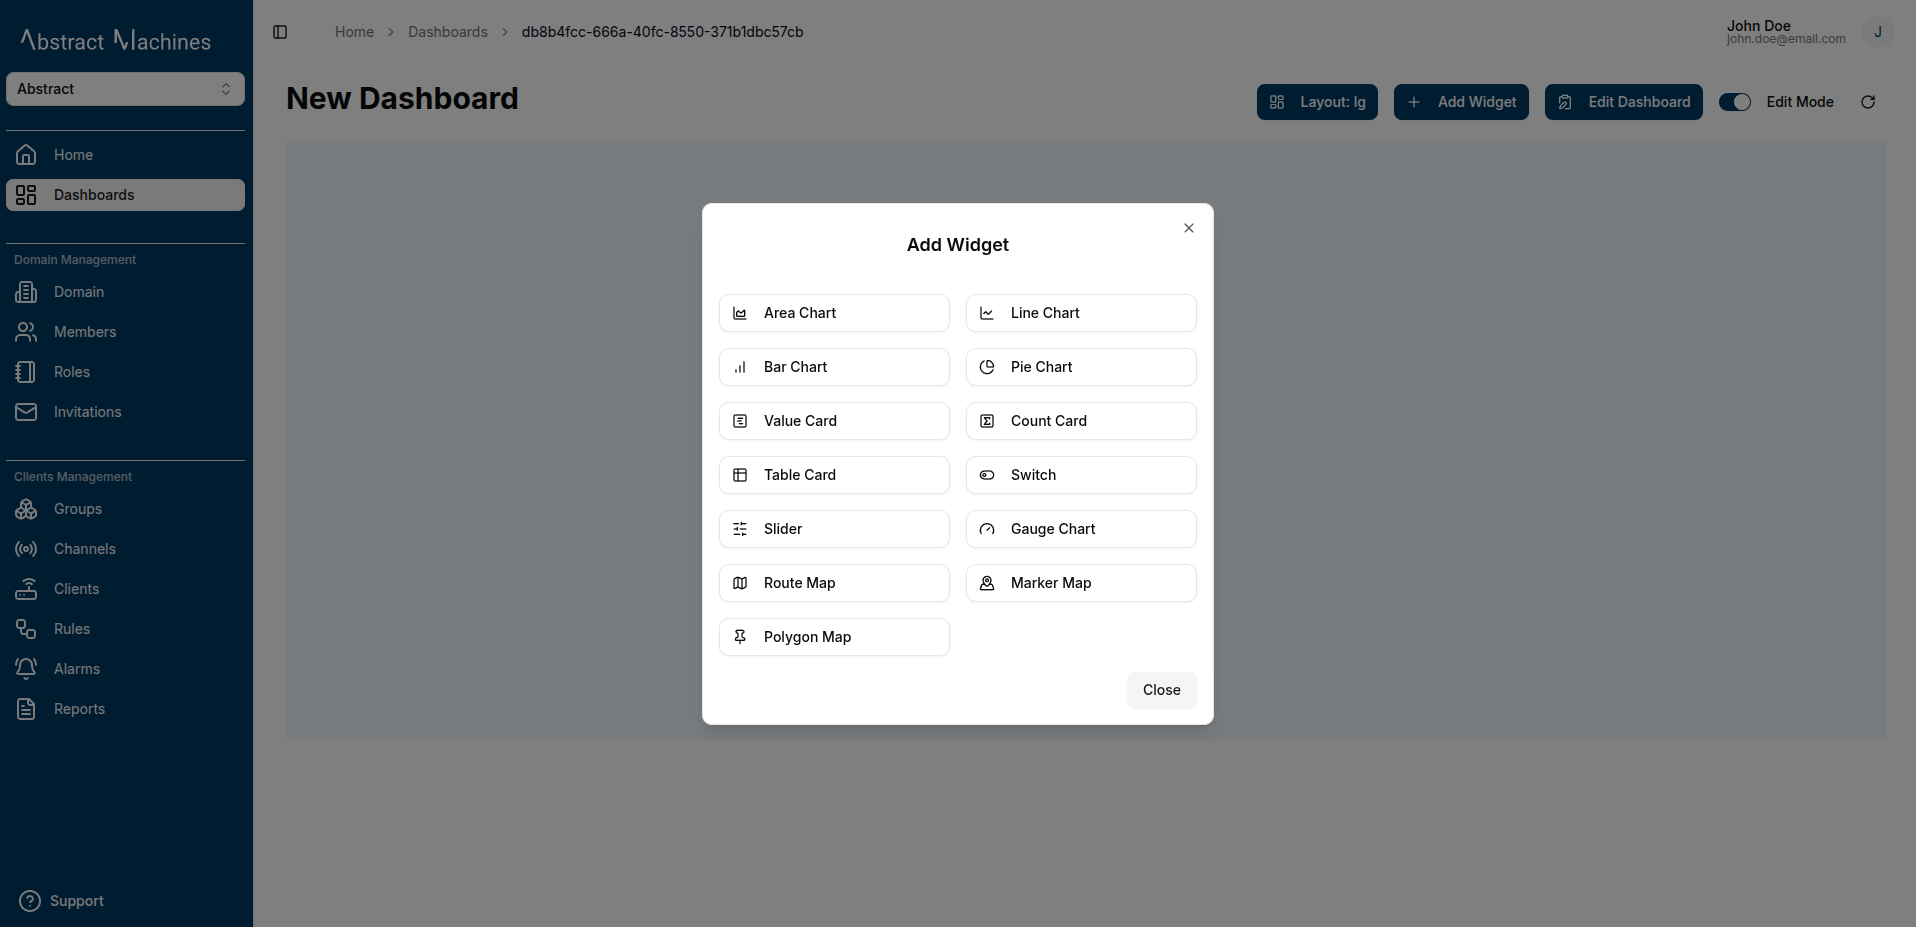 Abstract Machines
Abstract
Home
Dashboards
Domain Management
Domain
Members
Roles
Invitations
Clients Management
Groups
Channels
Clients
Rules
Alarms
Reports
Support
Home > Dashboards > db8b4fcc-666a-40fc-8550-371b1dbc57cb
John Doe
john.doe@email.com
J
New Dashboard
Layout: lg
Add Widget
Edit Dashboard
Edit Mode
Add Widget
Area Chart
Line Chart
Bar Chart
Pie Chart
Value Card
Count Card
Table Card
Switch
Slider
Gauge Chart
Route Map
Marker Map
Polygon Map
Close